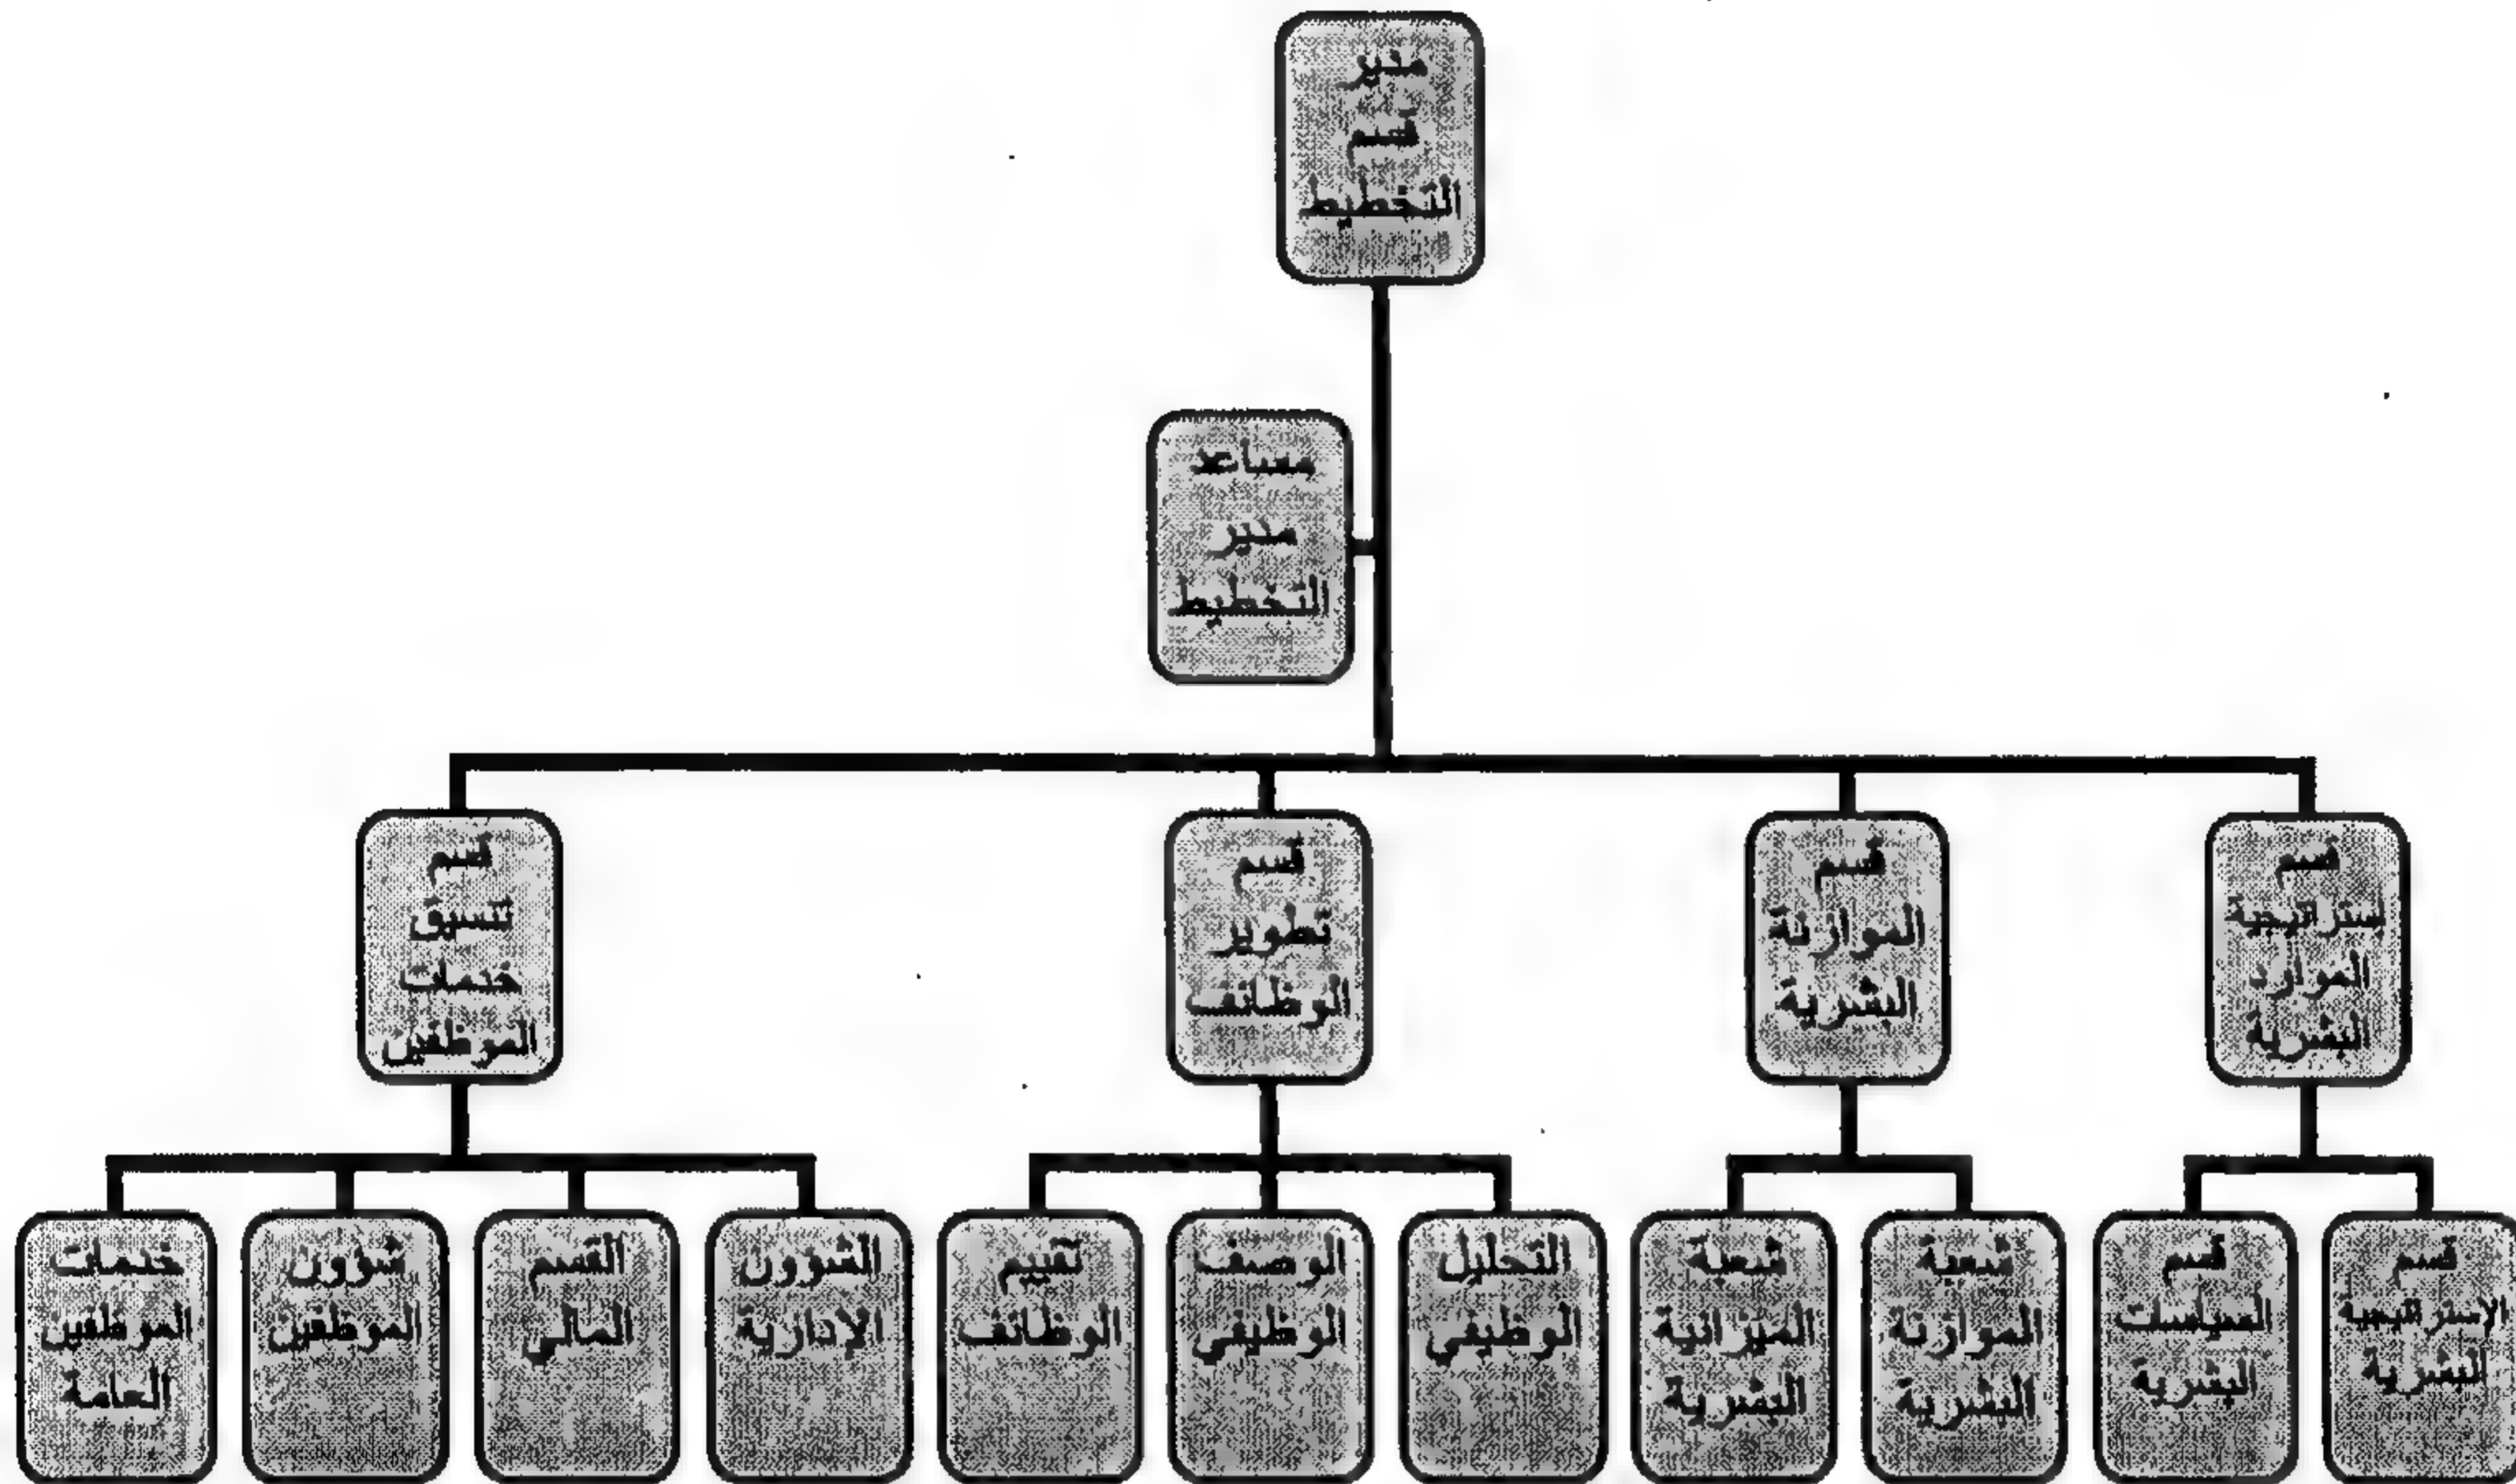 مدير
قسم
التخطيط
مساعد
مدير
التخطيط
قسم
إستراتيجية
الموارد
البشرية
قسم
الموازنة
البشرية
قسم
تطوير
الوظائف
قسم
تنسيق
خدمات
الموظفين
قسم
الإستراتيجية
البشرية
قسم
السياسات
البشرية
شعبة
الموازنة
البشرية
شعبة
الميزانية
البشرية
التحليل
الوظيفي
الوصف
الوظيفي
تقييم
الوظائف
الشؤون
الإدارية
القسم
المالي
شؤون
الموظفين
خدمات
الموظفين
العامة